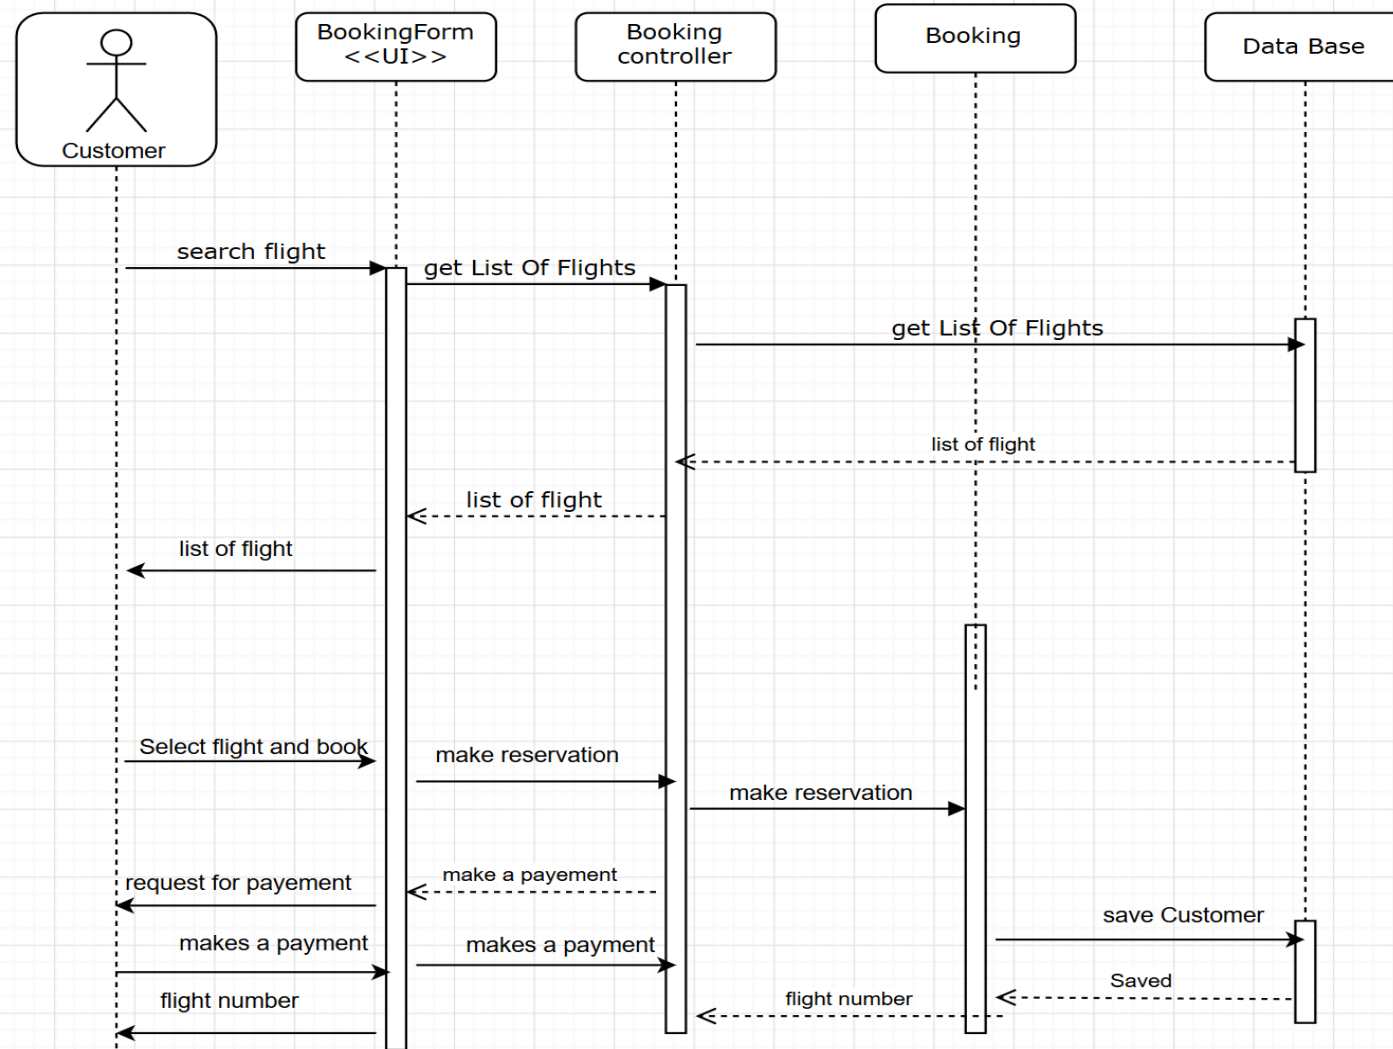 Customer
BookingForm
<<UI>>
Booking
controller
Booking
Data Base
search flight
get List Of Flights
get List Of Flights
list of flight
list of flight
list of flight
Select flight and book
make reservation
make reservation
make a payement
request for payement
save Customer
makes a payment
makes a payment
Saved
flight number
flight number